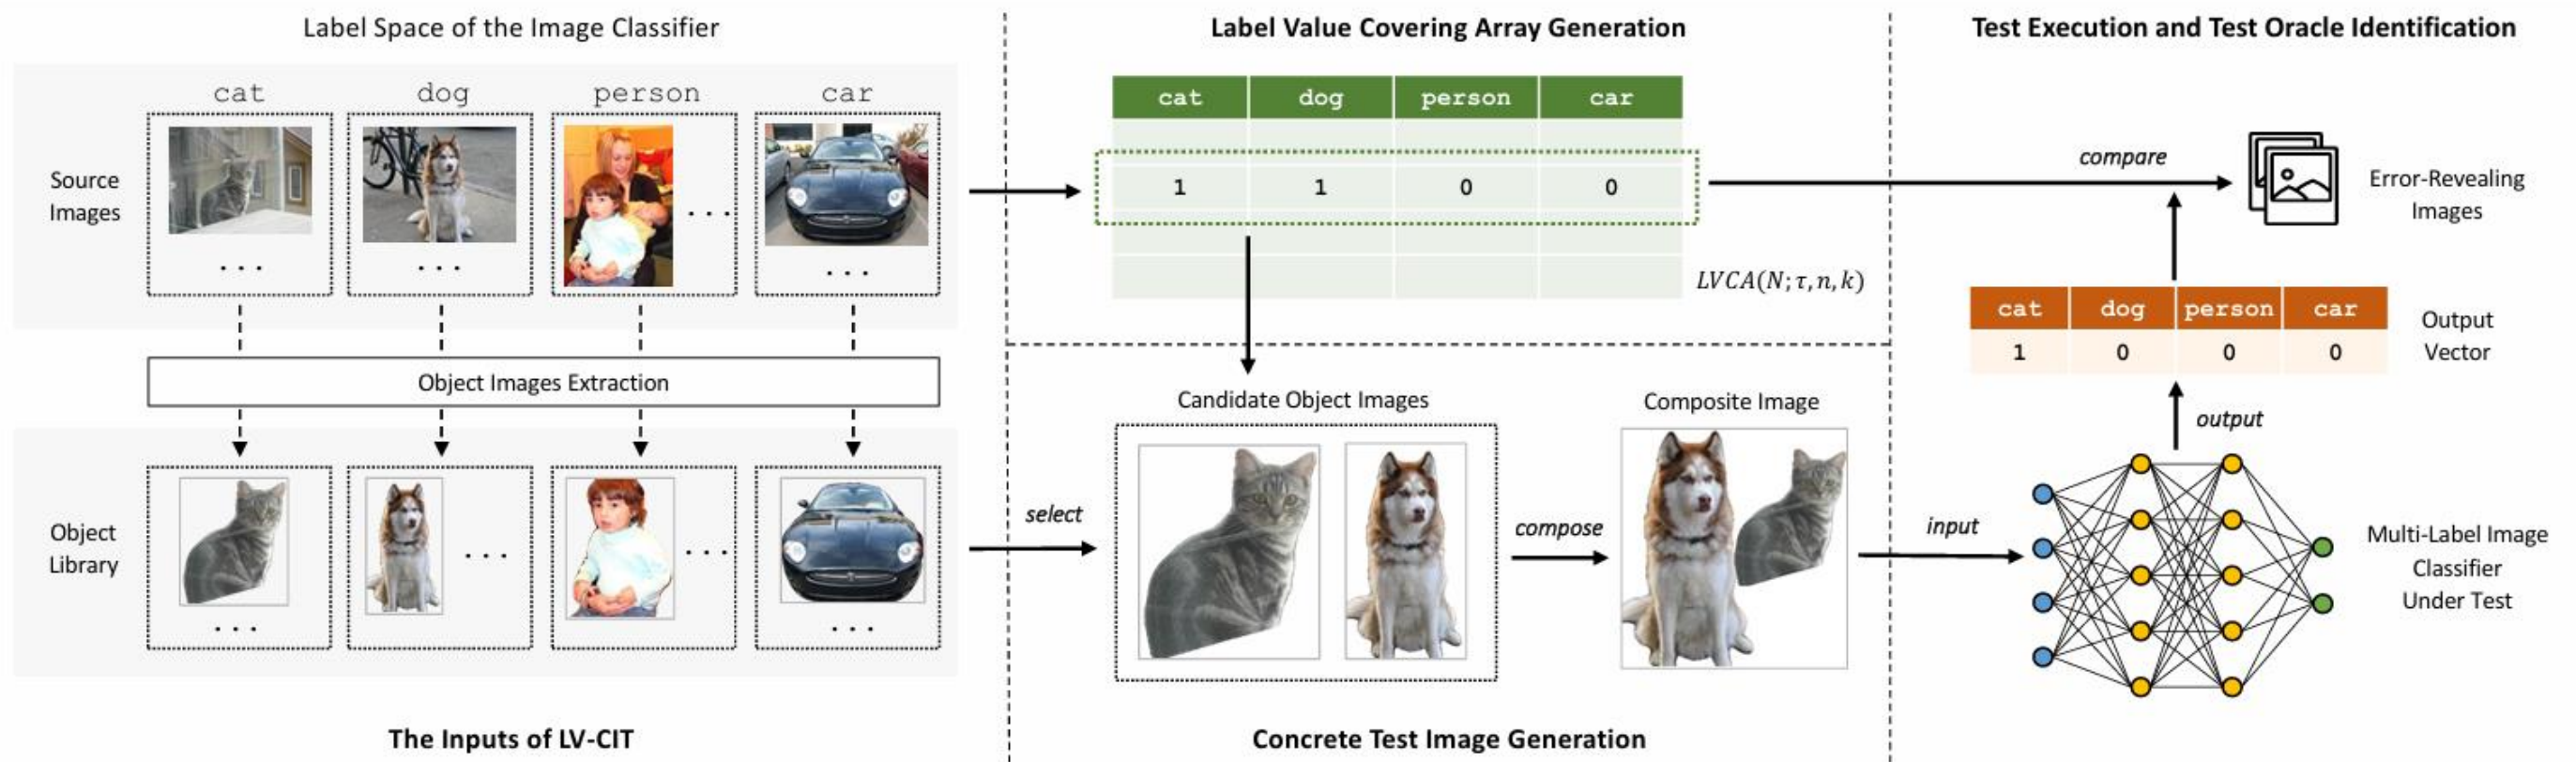 Label Space of the Image Classifier
cat dog person car
Source
Images
...
...
...
...
Object Images Extraction
Object
Library
...
...
...
...
The Inputs of LV-CIT
Label Value Covering Array Generation
cat dog person car
1 1 0 0
LVCA(N; τ, n, k)
select
Candidate Object Images
compose
Composite Image
Concrete Test Image Generation
Test Execution and Test Oracle Identification
compare
Error-Revealing
Images
cat dog person car
1 0 0 0
Output
Vector
output
input
Multi-Label Image
Classifier
Under Test